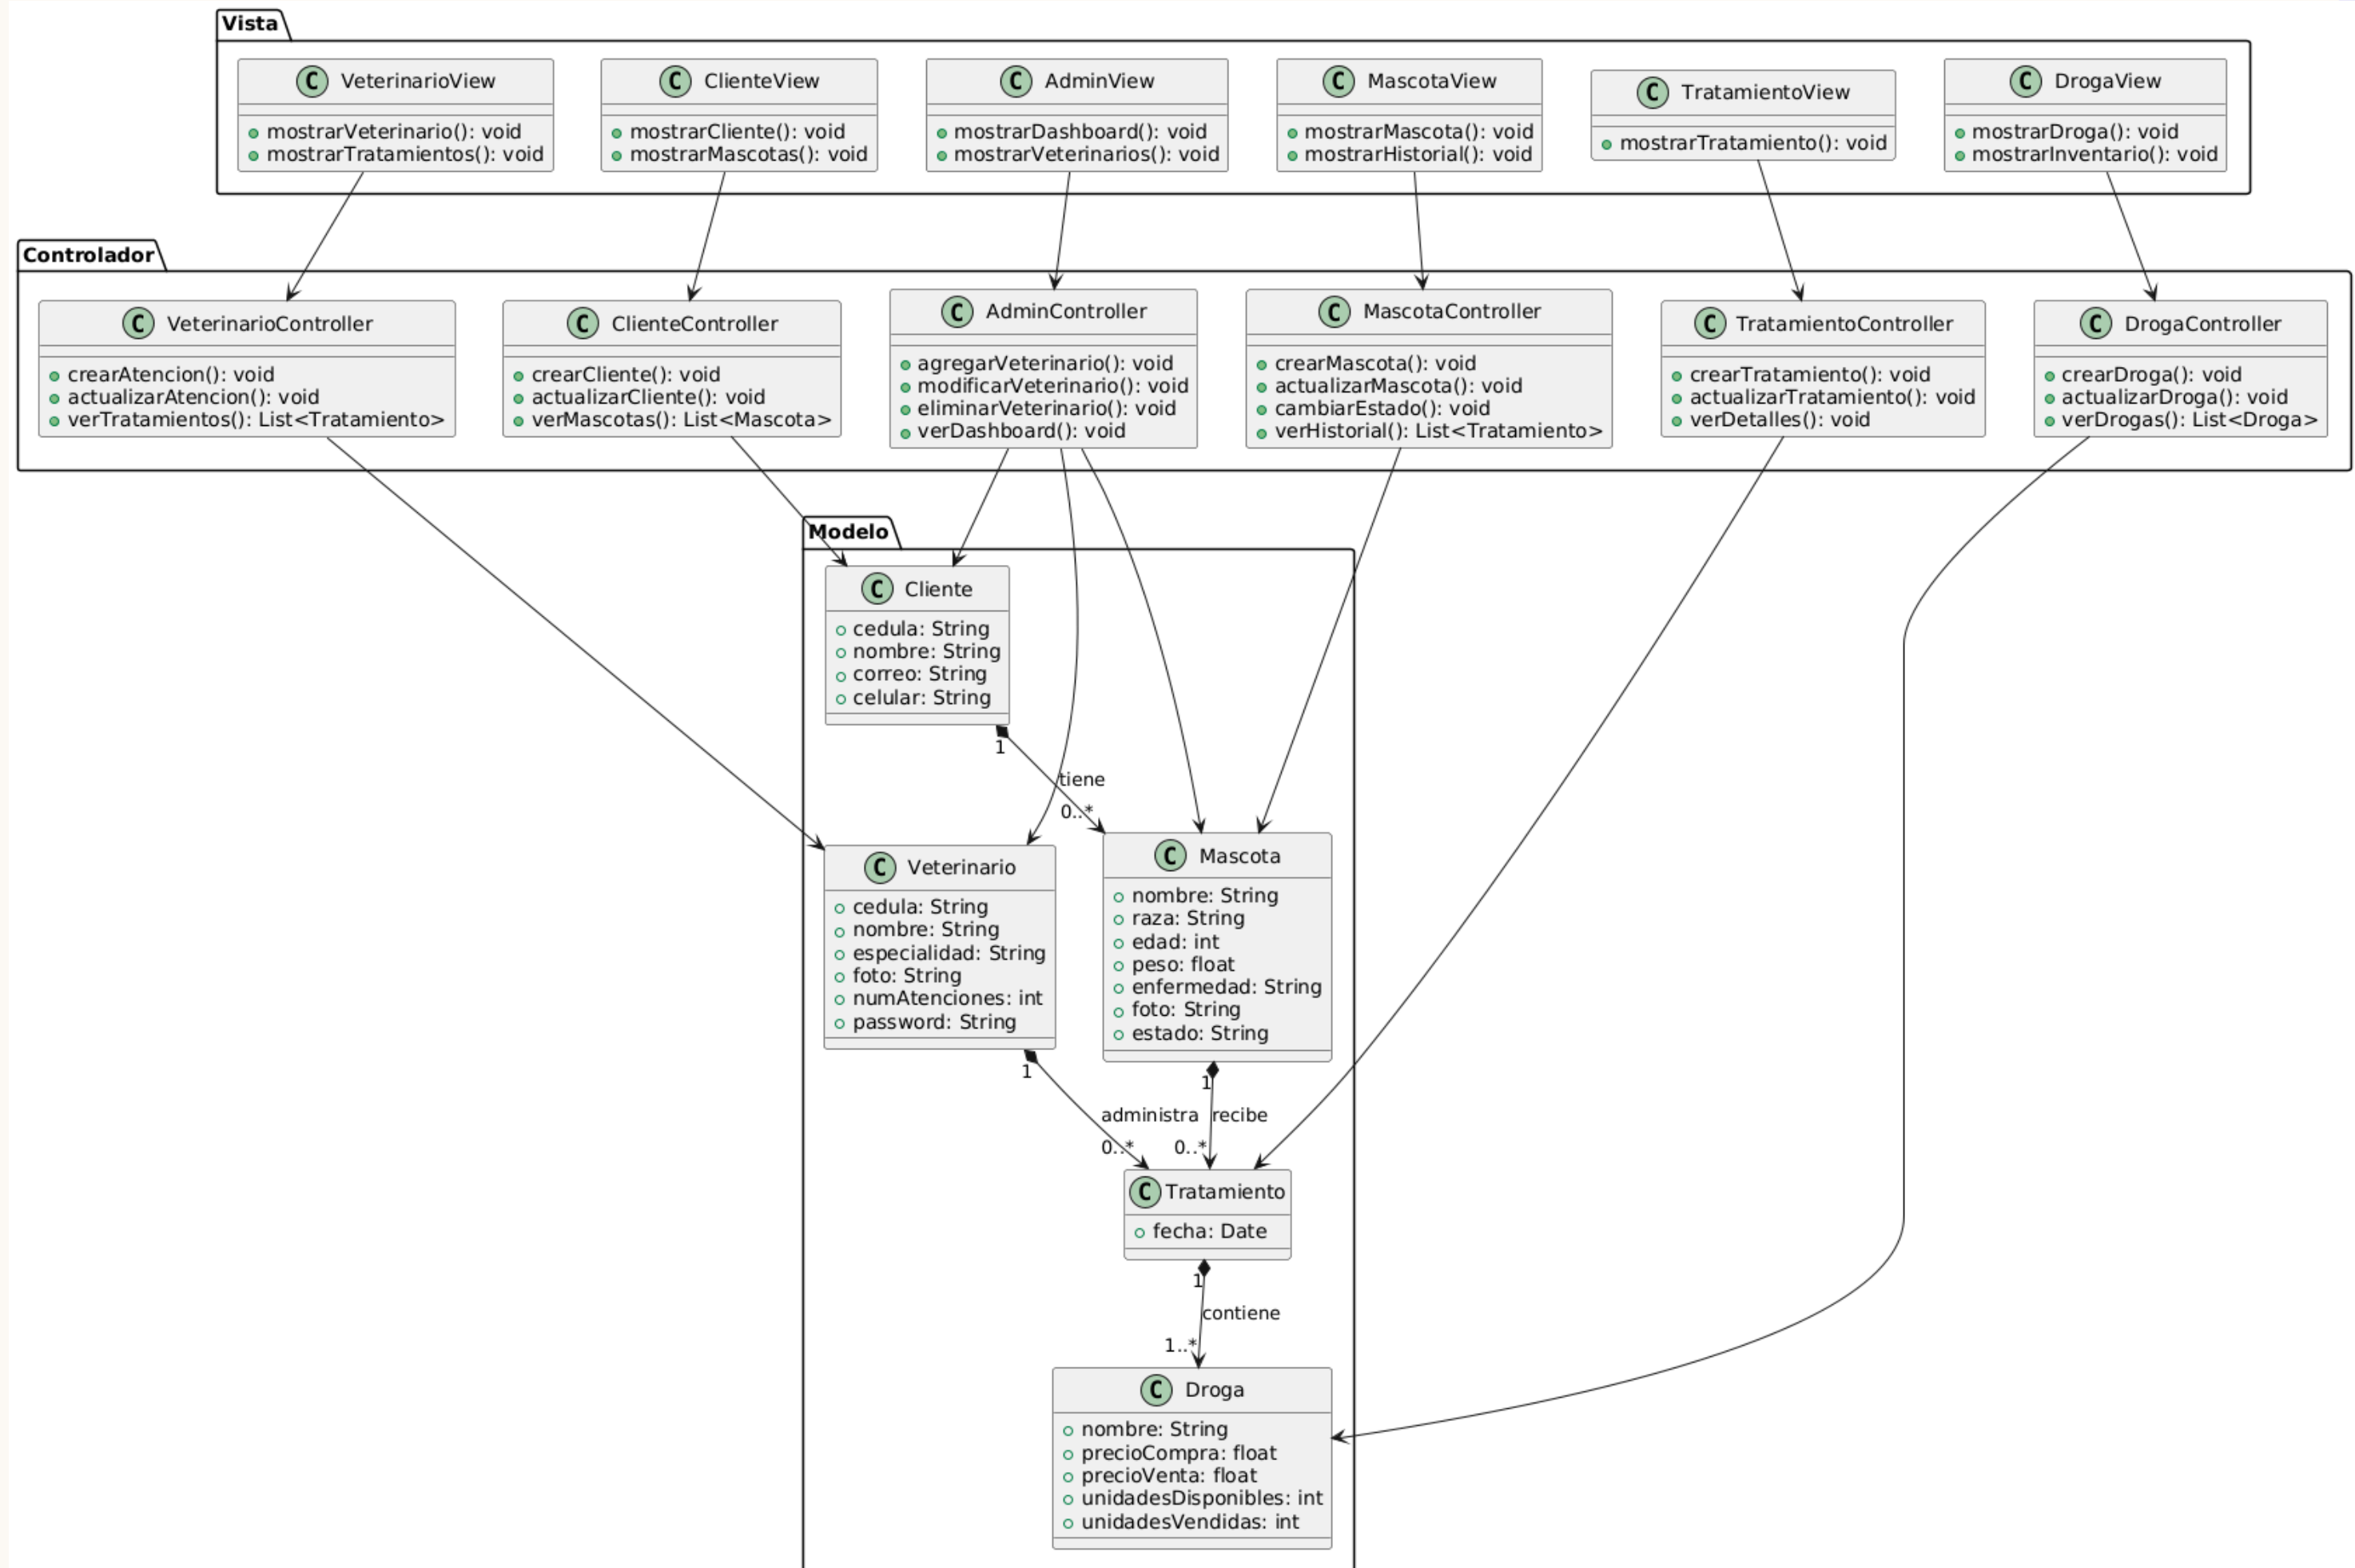 Vista
C VeterinarioView
mostrarVeterinario(): void
mostrarTratamientos(): void
C ClienteView
mostrarCliente(): void
mostrarMascotas(): void
C AdminView
mostrarDashboard(): void
mostrarVeterinarios(): void
C MascotaView
mostrarMascota(): void
mostrarHistorial(): void
C TratamientoView
mostrarTratamiento(): void
C DrogaView
mostrarDroga(): void
mostrarInventario(): void
Controlador
C VeterinarioController
crearAtencion(): void
actualizarAtencion(): void
verTratamientos(): List<Tratamiento>
C ClienteController
crearCliente(): void
actualizarCliente(): void
verMascotas(): List<Mascota>
C AdminController
agregarVeterinario(): void
modificarVeterinario(): void
eliminarVeterinario(): void
verDashboard(): void
C MascotaController
crearMascota(): void
actualizarMascota(): void
cambiarEstado(): void
verHistorial(): List<Tratamiento>
C TratamientoController
crearTratamiento(): void
actualizarTratamiento(): void
verDetalles(): void
C DrogaController
crearDroga(): void
actualizarDroga(): void
verDrogas(): List<Droga>
Modelo
C Cliente
cedula: String
nombre: String
correo: String
celular: String
1
tiene
0..*
C Veterinario
cedula: String
nombre: String
especialidad: String
foto: String
numAtenciones: int
password: String
C Mascota
nombre: String
raza: String
edad: int
peso: float
enfermedad: String
foto: String
estado: String
1
administra
0..*
1
recibe
0..*
C Tratamiento
fecha: Date
1
contiene
1..*
C Droga
nombre: String
precioCompra: float
precioVenta: float
unidadesDisponibles: int
unidadesVendidas: int